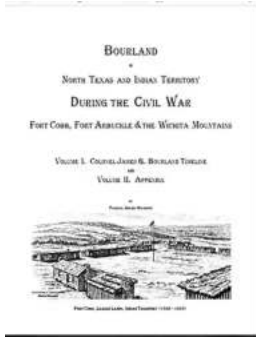 BOURLAND
IN
NORTH TEXAS AND INDIAN TERRITORY
DURING THE CIVIL WAR
FORT COBB, FORT ARBUCKLE & THE WICHITA MOUNTAINS
VOLUME I. COLONEL JAMES G. BOURLAND TIMELINE
AND
VOLUME II. APPENDIX
BY